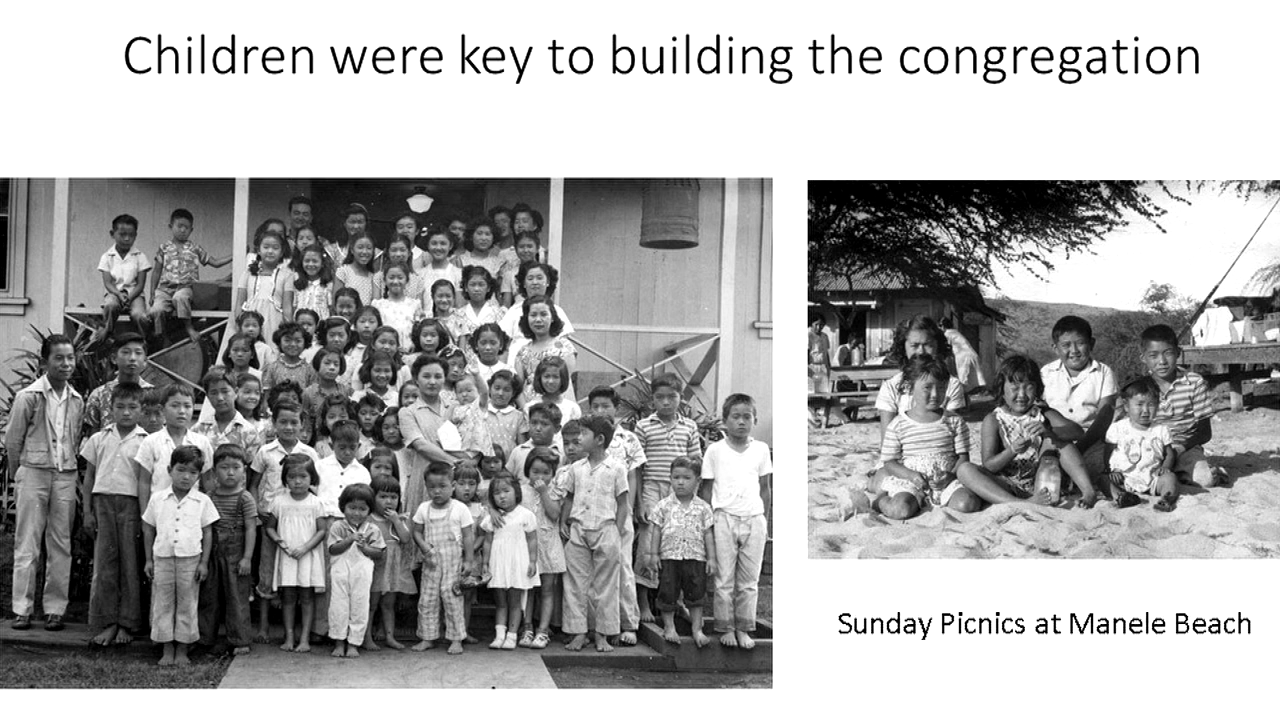 Children were key to building the congregation
Sunday Picnics at Manele Beach